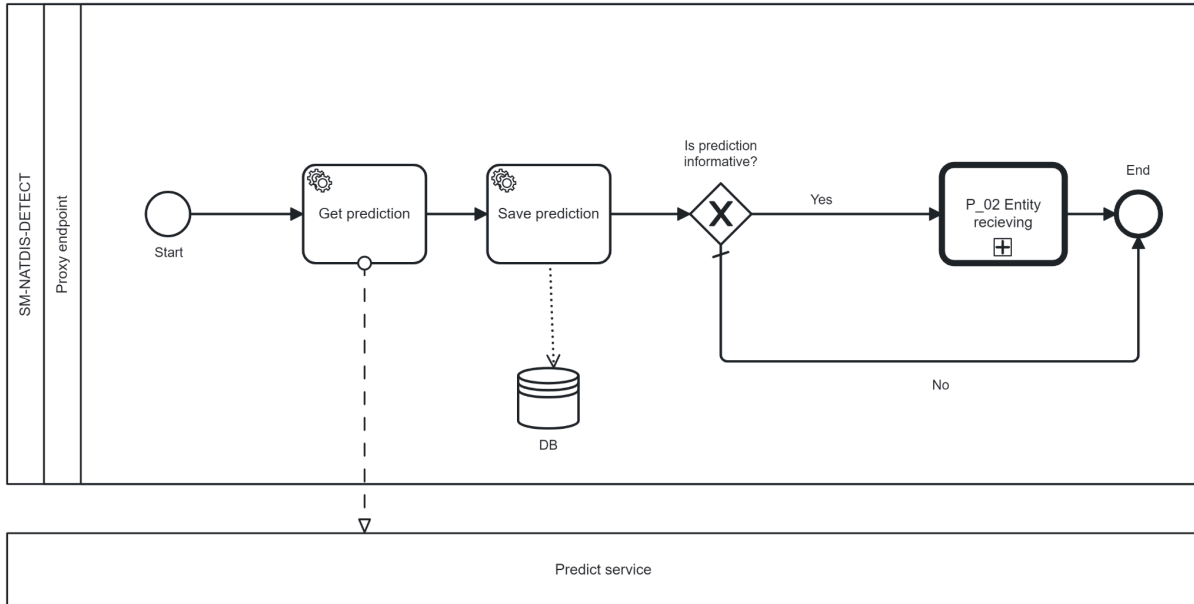 SM-NATDIS-DETECT
Proxy endpoint
Start
Get prediction
Save prediction
DB
Is prediction
informative?
Yes
No
P_02 Entity
recieving
End
Predict service